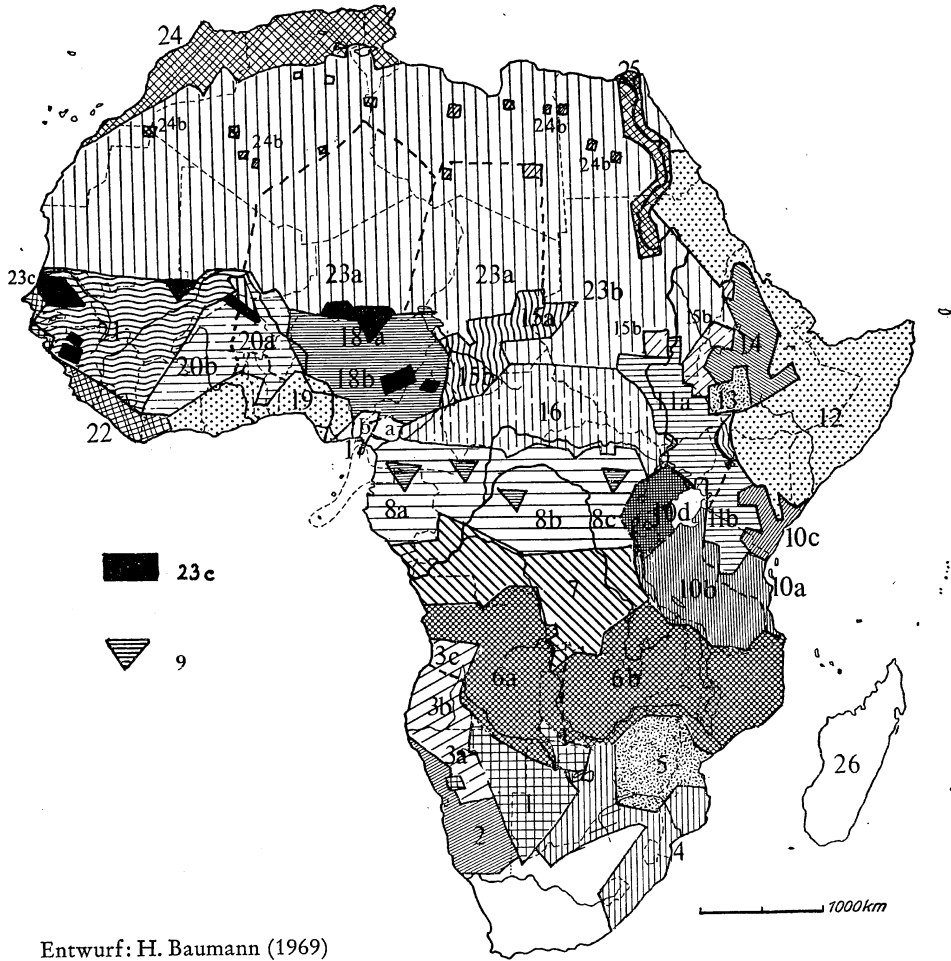 24
25
24b
24b
24b
24b
23c
23a
23a
23b
15a
15b
15b
14
21
18a
20a
20b
18b
13
12
19
11a
16
22
b
a
17
10d
8a
8b
8c
11b
10c
23c
7
10b
10a
9
3c
6a
6b
3b
3a
5
26
1
2
4
1000km
Entwurf: H. Baumann (1969)